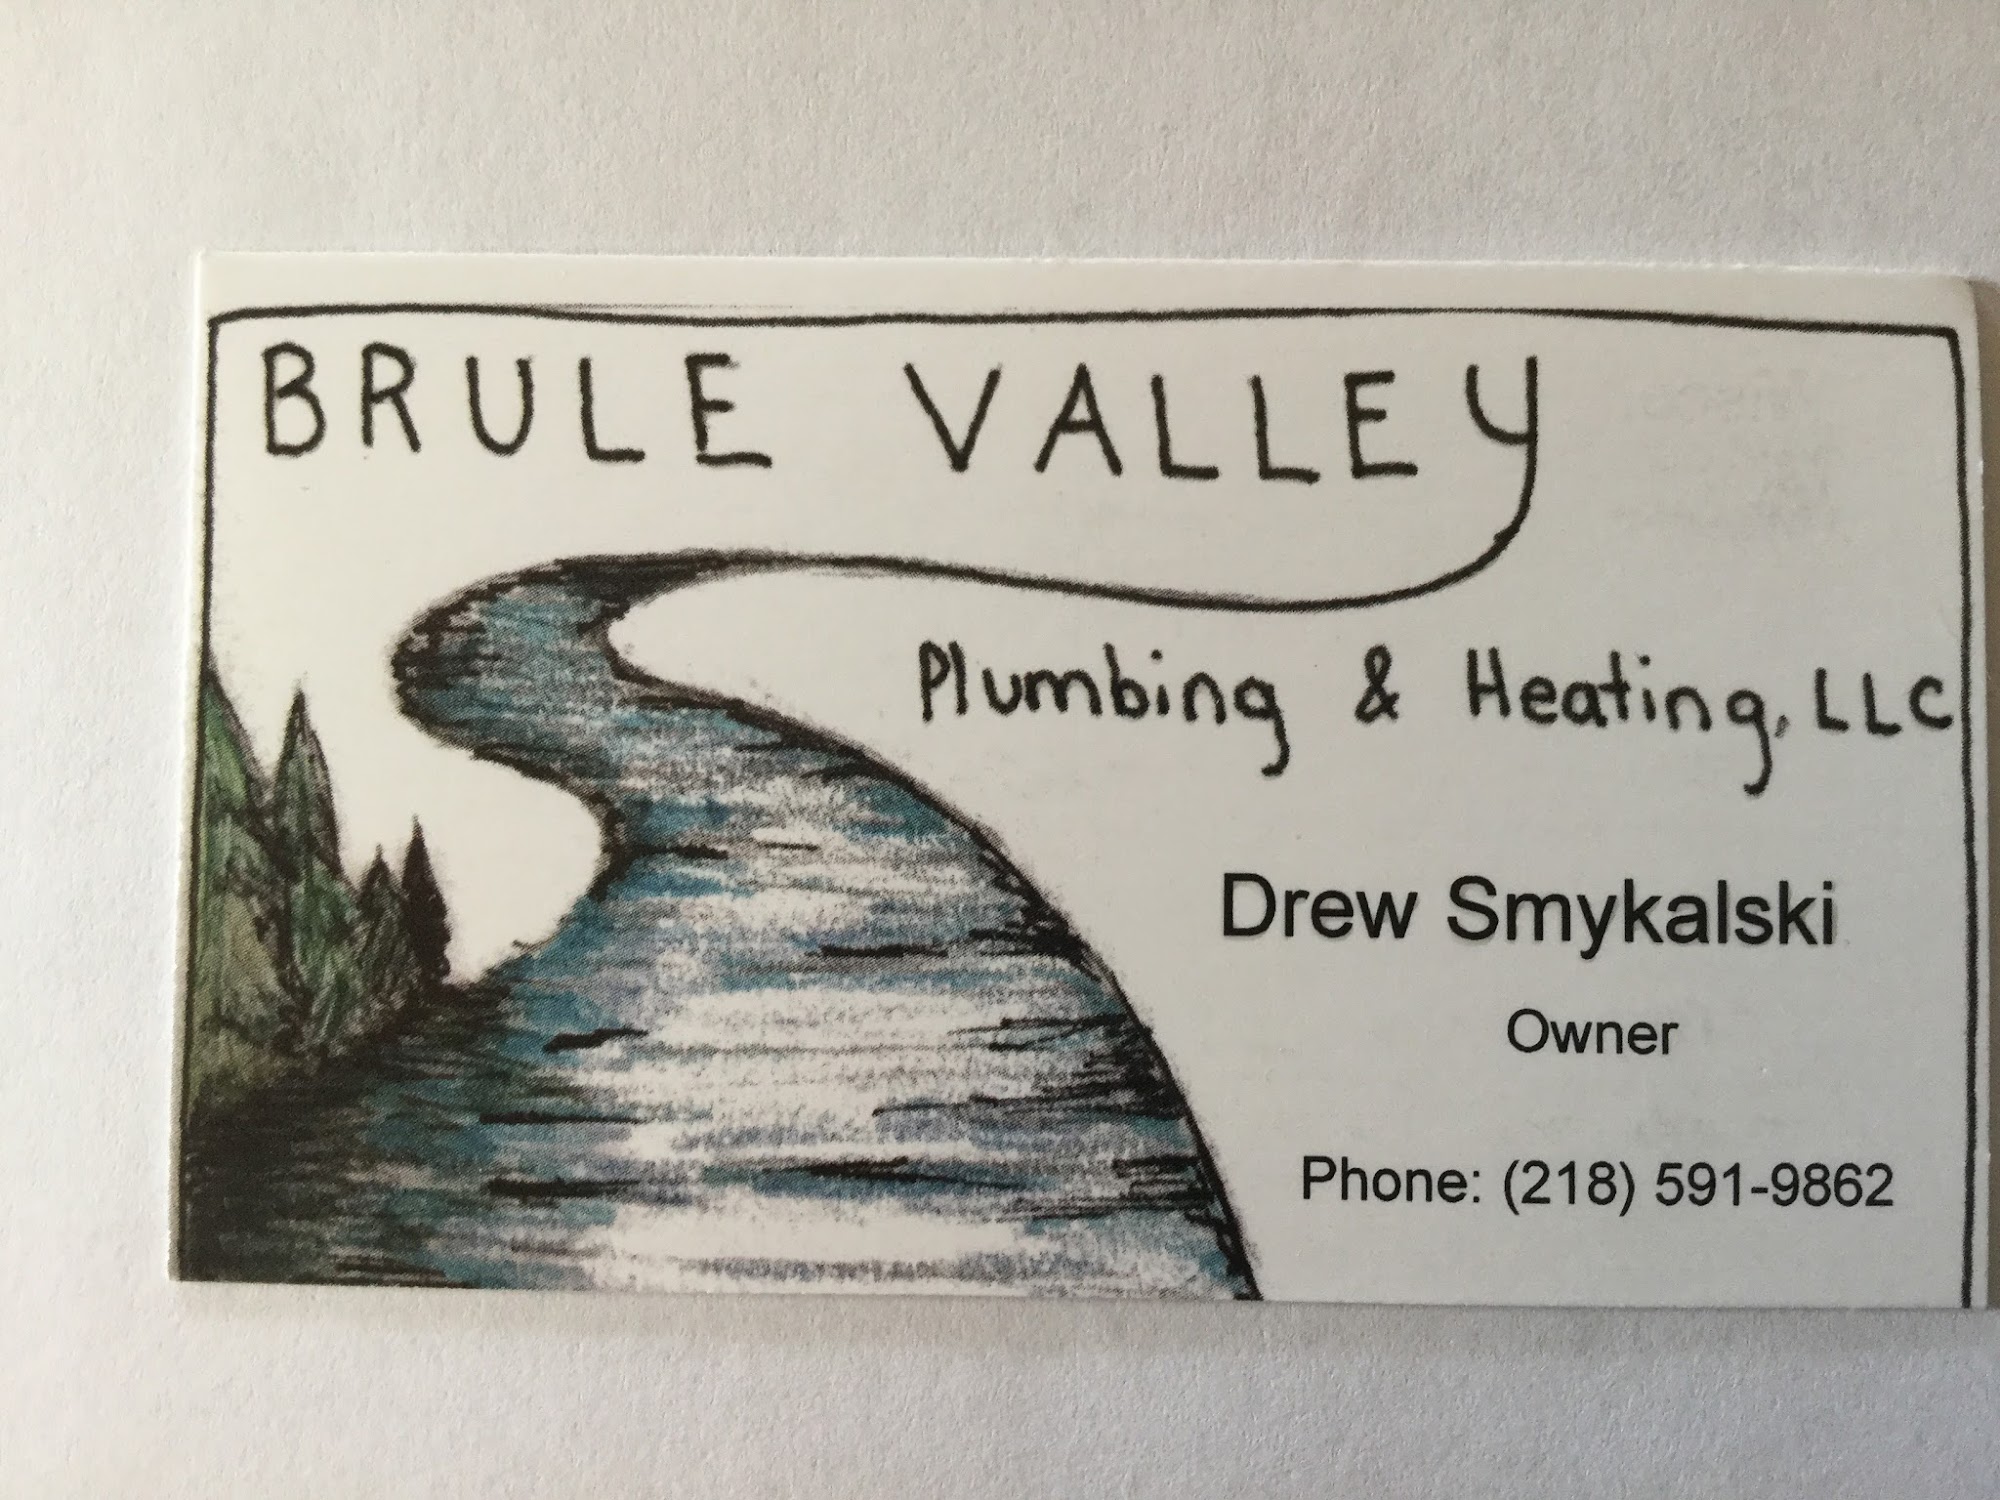 BRULE VALLEY
Plumbing & Heating, LLC
Drew Smykalski
Owner
Phone: (218) 591-9862